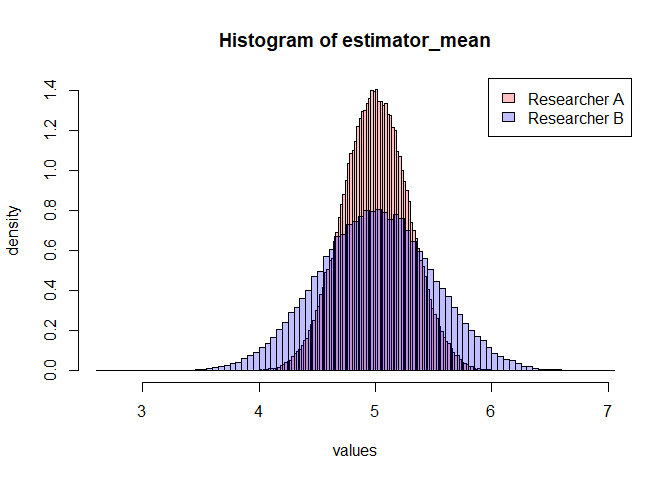 Histogram of estimator_mean
Researcher A
Researcher B
density
1.4
1.2
1.0
0.8
0.6
0.4
0.2
0.0
3 4 5 6 7
values